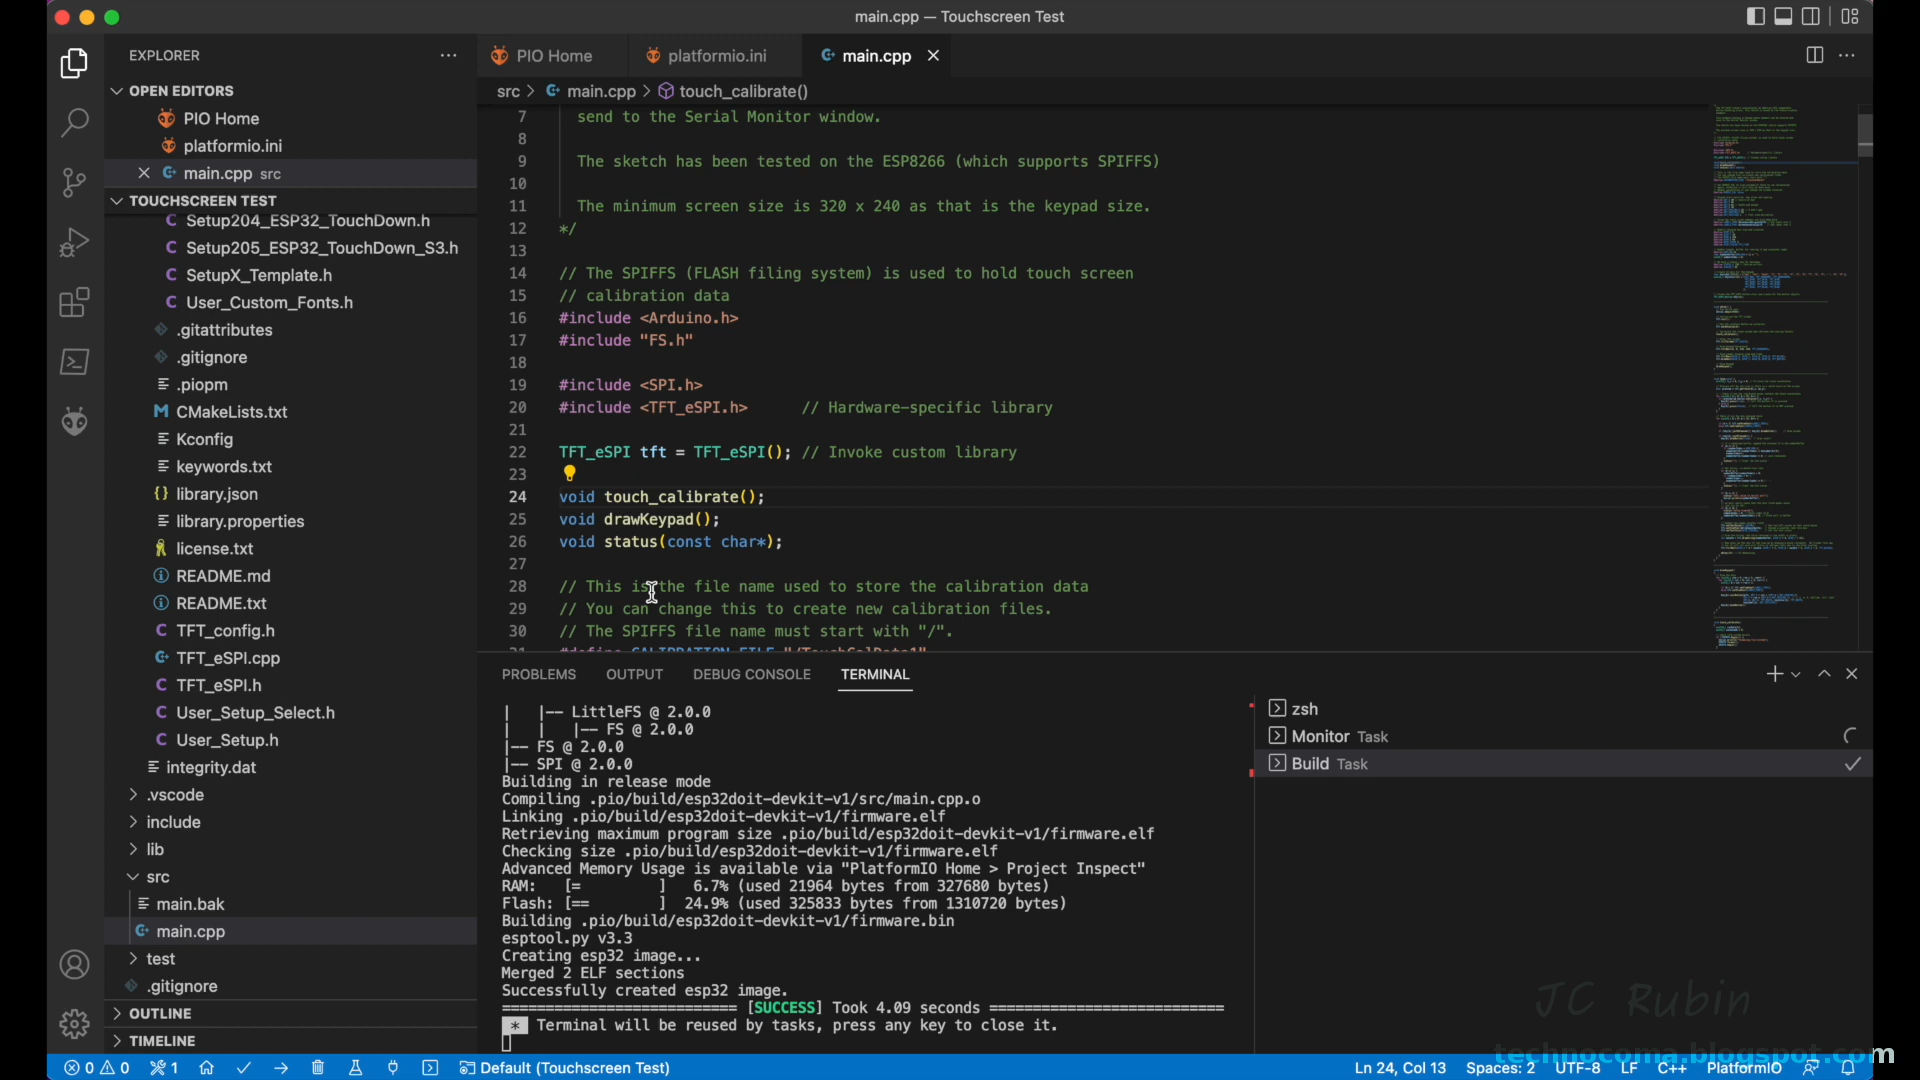 main.cpp — Touchscreen Test
EXPLORER
OPEN EDITORS
PIO Home
platformio.ini
main.cpp src
TOUCHSCREEN TEST
Setup204_ESP32_TouchDown.h
Setup205_ESP32_TouchDown_S3.h
SetupX_Template.h
User_Custom_Fonts.h
.gitattributes
.gitignore
.piopm
CMakeLists.txt
Kconfig
keywords.txt
library.json
library.properties
license.txt
README.md
README.txt
TFT_config.h
TFT_eSPI.cpp
TFT_eSPI.h
User_Setup_Select.h
User_Setup.h
integrity.dat
.vscode
include
lib
src
main.bak
main.cpp
test
.gitignore
OUTLINE
TIMELINE
PIO Home
platformio.ini
main.cpp
src > main.cpp > touch_calibrate()
7 send to the Serial Monitor window.
8
9 The sketch has been tested on the ESP8266 (which supports SPIFFS)
10
11 The minimum screen size is 320 x 240 as that is the keypad size.
12 */
13
14 // The SPIFFS (FLASH filing system) is used to hold touch screen
15 // calibration data
16 #include <Arduino.h>
17 #include "FS.h"
18
19 #include <SPI.h>
20 #include <TFT_eSPI.h> // Hardware-specific library
21
22 TFT_eSPI tft = TFT_eSPI(); // Invoke custom library
23
24 void touch_calibrate();
25 void drawKeypad();
26 void status(const char*);
27
28 // This is the file name used to store the calibration data
29 // You can change this to create new calibration files.
30 // The SPIFFS file name must start with "/".
31 #define CALIBRATION_FILE "/TouchCalData1"
PROBLEMS
OUTPUT
DEBUG CONSOLE
TERMINAL
| |-- LittleFS @ 2.0.0
| | |-- FS @ 2.0.0
|-- FS @ 2.0.0
|-- SPI @ 2.0.0
Building in release mode
Compiling .pio/build/esp32doit-devkit-v1/src/main.cpp.o
Linking .pio/build/esp32doit-devkit-v1/firmware.elf
Retrieving maximum program size .pio/build/esp32doit-devkit-v1/firmware.elf
Checking size .pio/build/esp32doit-devkit-v1/firmware.elf
Advanced Memory Usage is available via "PlatformIO Home > Project Inspect"
RAM: [= ] 6.7% (used 21964 bytes from 327680 bytes)
Flash: [== ] 24.9% (used 325833 bytes from 1310720 bytes)
Building .pio/build/esp32doit-devkit-v1/firmware.bin
esptool.py v3.3
Creating esp32 image...
Merged 2 ELF sections
Successfully created esp32 image.
========================== [SUCCESS] Took 4.09 seconds ==========================
* Terminal will be reused by tasks, press any key to close it.
zsh
Monitor Task
Build Task
JC Rubin
technocoma.blogspot.com
0 0 1
Default (Touchscreen Test)
Ln 24, Col 13 Spaces: 2 UTF-8 LF C++ PlatformIO